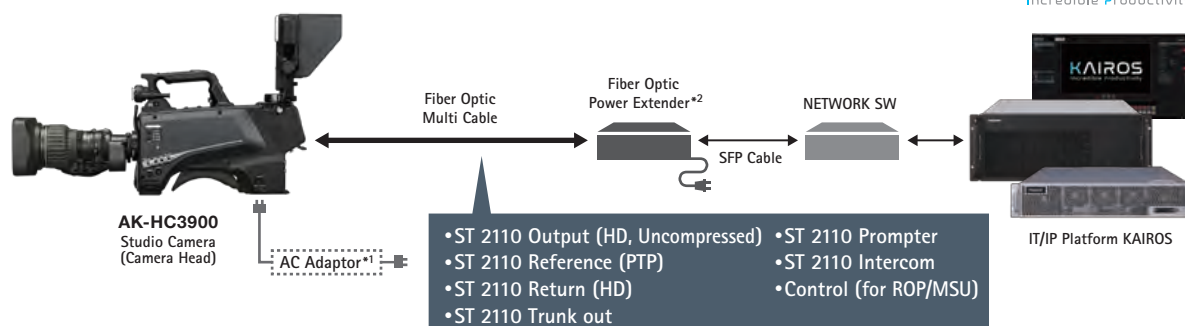 Incredible Productivit
KAIROS
Fiber Optic
Multi Cable
Fiber Optic
Power Extender*2
NETWORK SW
SFP Cable
AK-HC3900
Studio Camera
(Camera Head)
AC Adaptor*1
•ST 2110 Output (HD, Uncompressed)
•ST 2110 Reference (PTP)
•ST 2110 Return (HD)
•ST 2110 Trunk out
•ST 2110 Prompter
•ST 2110 Intercom
•Control (for ROP/MSU)
IT/IP Platform KAIROS